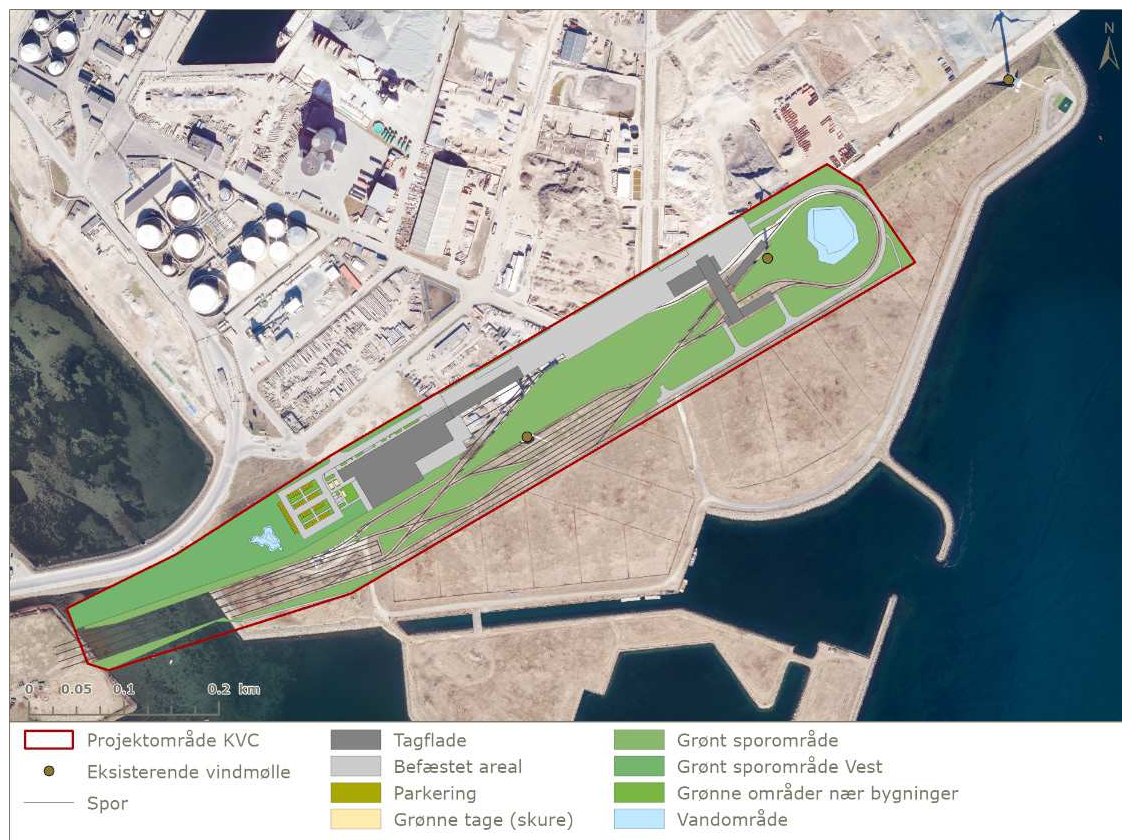 N
0 0.05 0.1 0.2 km
Projektområde KVC
Eksisterende vindmølle
Spor
Tagflade
Befæstet areal
Parkering
Grønne tage (skure)
Grønt sporområde
Grønt sporområde Vest
Grønne områder nær bygninger
Vandområde